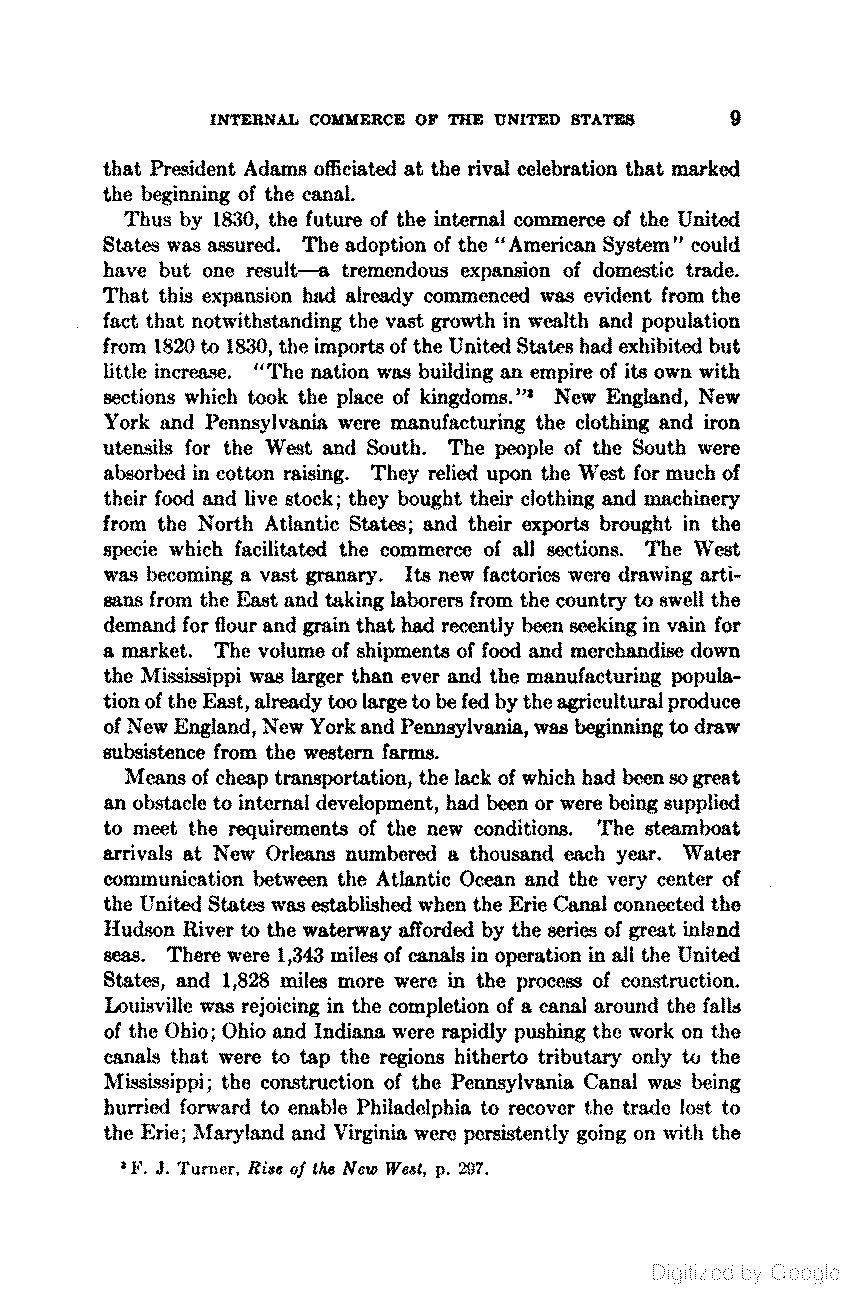 INTERNAL COMMERCE OF THE UNITED STATES 9
that President Adams officiated at the rival celebration that marked
the beginning of the canal.
Thus by 1830, the future of the internal commerce of the United
States was assured. The adoption of the "American System" could
have but one result—a tremendous expansion of domestic trade.
That this expansion had already commenced was evident from the
fact that notwithstanding the vast growth in wealth and population
from 1820 to 1830, the imports of the United States had exhibited but
little increase. "The nation was building an empire of its own with
sections which took the place of kingdoms."² New England, New
York and Pennsylvania were manufacturing the clothing and iron
utensils for the West and South. The people of the South were
absorbed in cotton raising. They relied upon the West for much of
their food and live stock; they bought their clothing and machinery
from the North Atlantic States; and their exports brought in the
specie which facilitated the commerce of all sections. The West
was becoming a vast granary. Its new factories were drawing arti-
sans from the East and taking laborers from the country to swell the
demand for flour and grain that had recently been seeking in vain for
a market. The volume of shipments of food and merchandise down
the Mississippi was larger than ever and the manufacturing popula-
tion of the East, already too large to be fed by the agricultural produce
of New England, New York and Pennsylvania, was beginning to draw
subsistence from the western farms.
Means of cheap transportation, the lack of which had been so great
an obstacle to internal development, had been or were being supplied
to meet the requirements of the new conditions. The steamboat
arrivals at New Orleans numbered a thousand each year. Water
communication between the Atlantic Ocean and the very center of
the United States was established when the Erie Canal connected the
Hudson River to the waterway afforded by the series of great inland
seas. There were 1,343 miles of canals in operation in all the United
States, and 1,828 miles more were in the process of construction.
Louisville was rejoicing in the completion of a canal around the falls
of the Ohio; Ohio and Indiana were rapidly pushing the work on the
canals that were to tap the regions hitherto tributary only to the
Mississippi; the construction of the Pennsylvania Canal was being
hurried forward to enable Philadelphia to recover the trade lost to
the Erie; Maryland and Virginia were persistently going on with the
² F. J. Turner, Rise of the New West, p. 297.
Digitized by Google